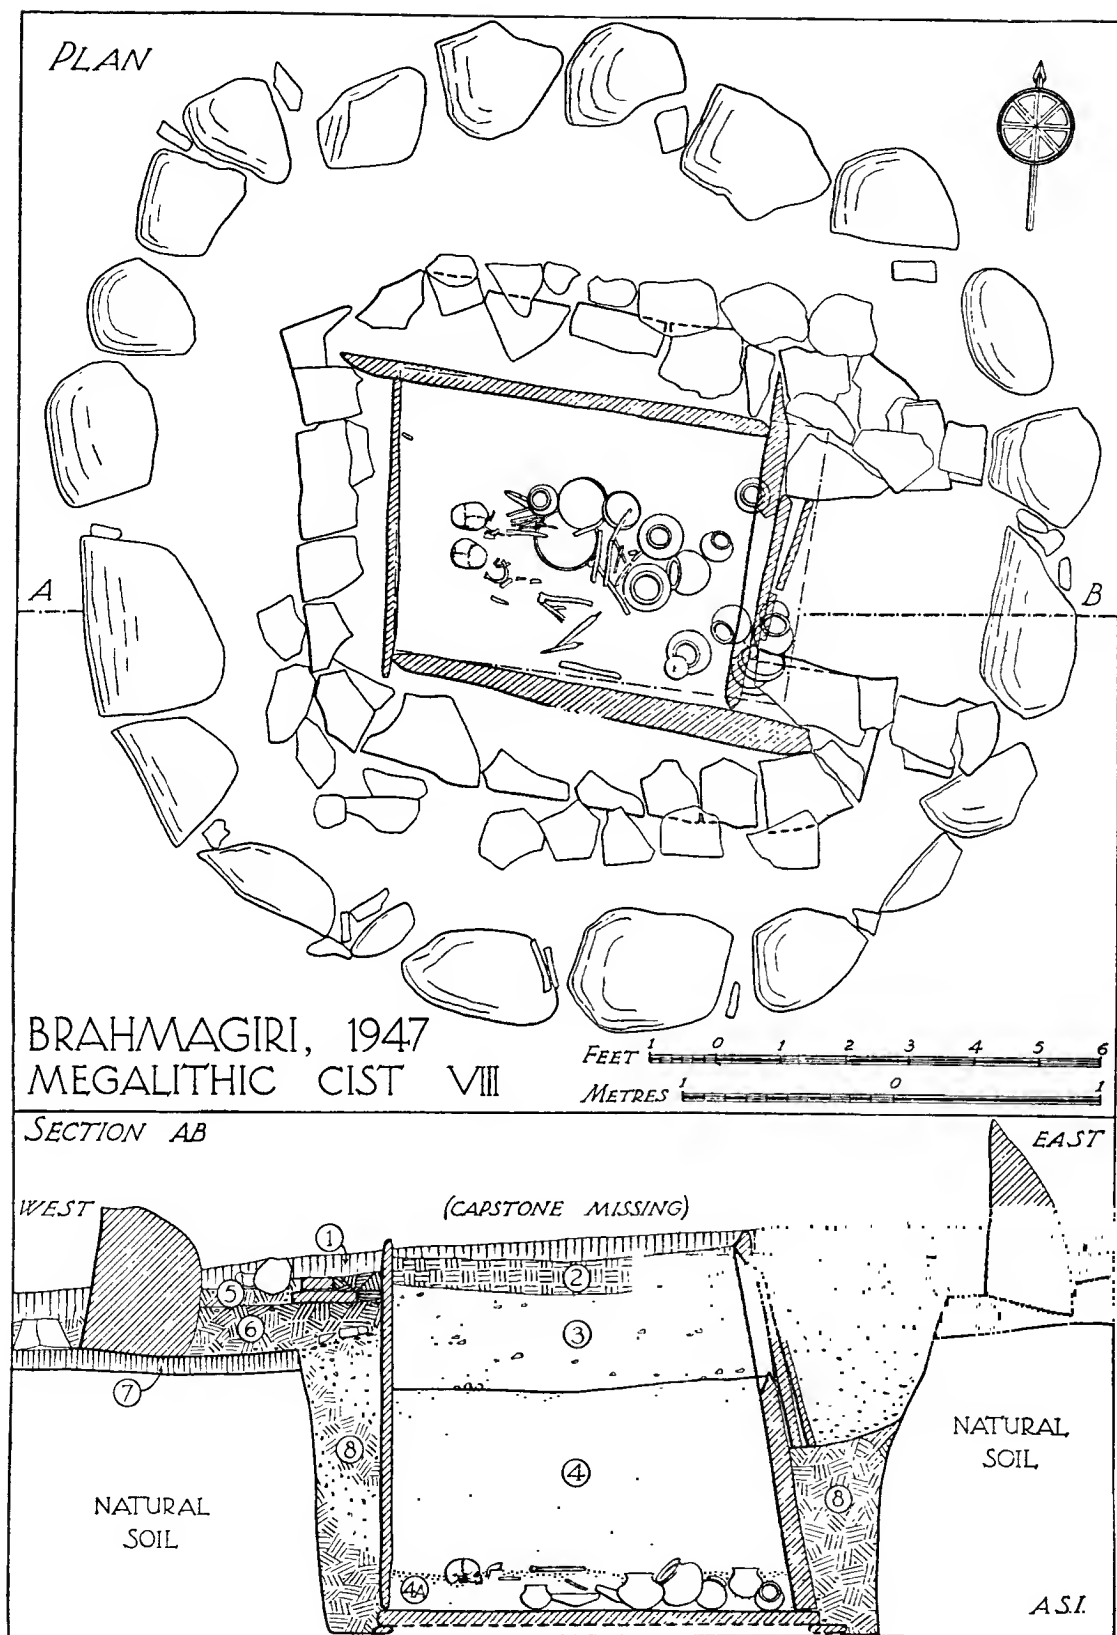 PLAN
A
B
BRAHMAGIRI, 1947
MEGALITHIC CIST VIII
FEET 1 0 1 2 3 4 5 6
METRES 1 0 1
SECTION AB
EAST
WEST
(CAPSTONE MISSING)
1
2
5
6
3
7
8
4
8
NATURAL
SOIL
NATURAL
SOIL
4A
A.S.I.